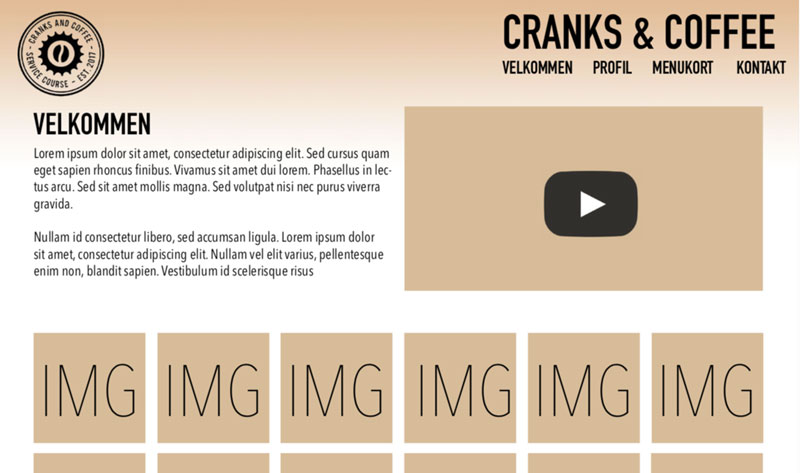 CRANKS AND COFFEE
SERVICE COURSE - EST. 2017 -
CRANKS & COFFEE
VELKOMMEN PROFIL MENUKORT KONTAKT
VELKOMMEN
Lorem ipsum dolor sit amet, consectetur adipiscing elit. Sed cursus quam
eget sapien rhoncus finibus. Vivamus sit amet dui lorem. Phasellus in lec-
tus arcu. Sed sit amet mollis magna. Sed volutpat nisi nec purus viverra
gravida.
Nullam id consectetur libero, sed accumsan ligula. Lorem ipsum dolor
sit amet, consectetur adipiscing elit. Nullam vel elit varius, pellentesque
enim non, blandit sapien. Vestibulum id scelerisque risus
IMG IMG IMG IMG IMG IMG